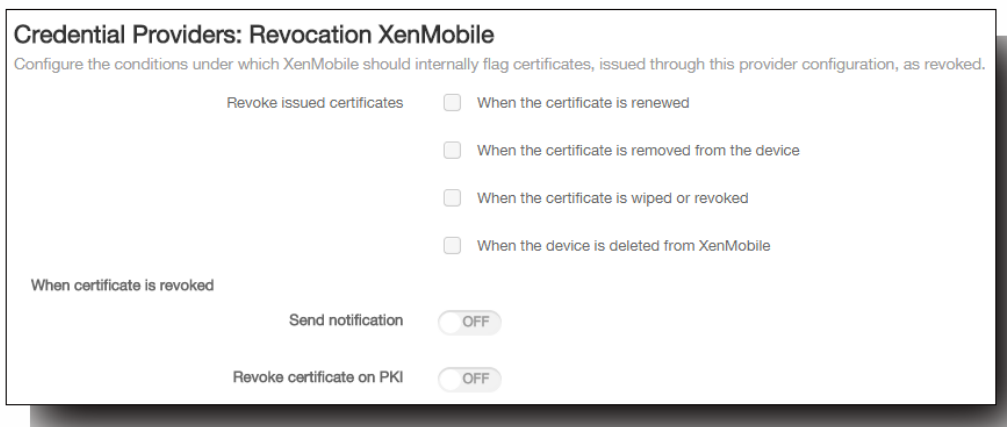 Credential Providers: Revocation XenMobile
Configure the conditions under which XenMobile should internally flag certificates, issued through this provider configuration, as revoked.
Revoke issued certificates When the certificate is renewed
When the certificate is removed from the device
When the certificate is wiped or revoked
When the device is deleted from XenMobile
When certificate is revoked
Send notification OFF
Revoke certificate on PKI OFF